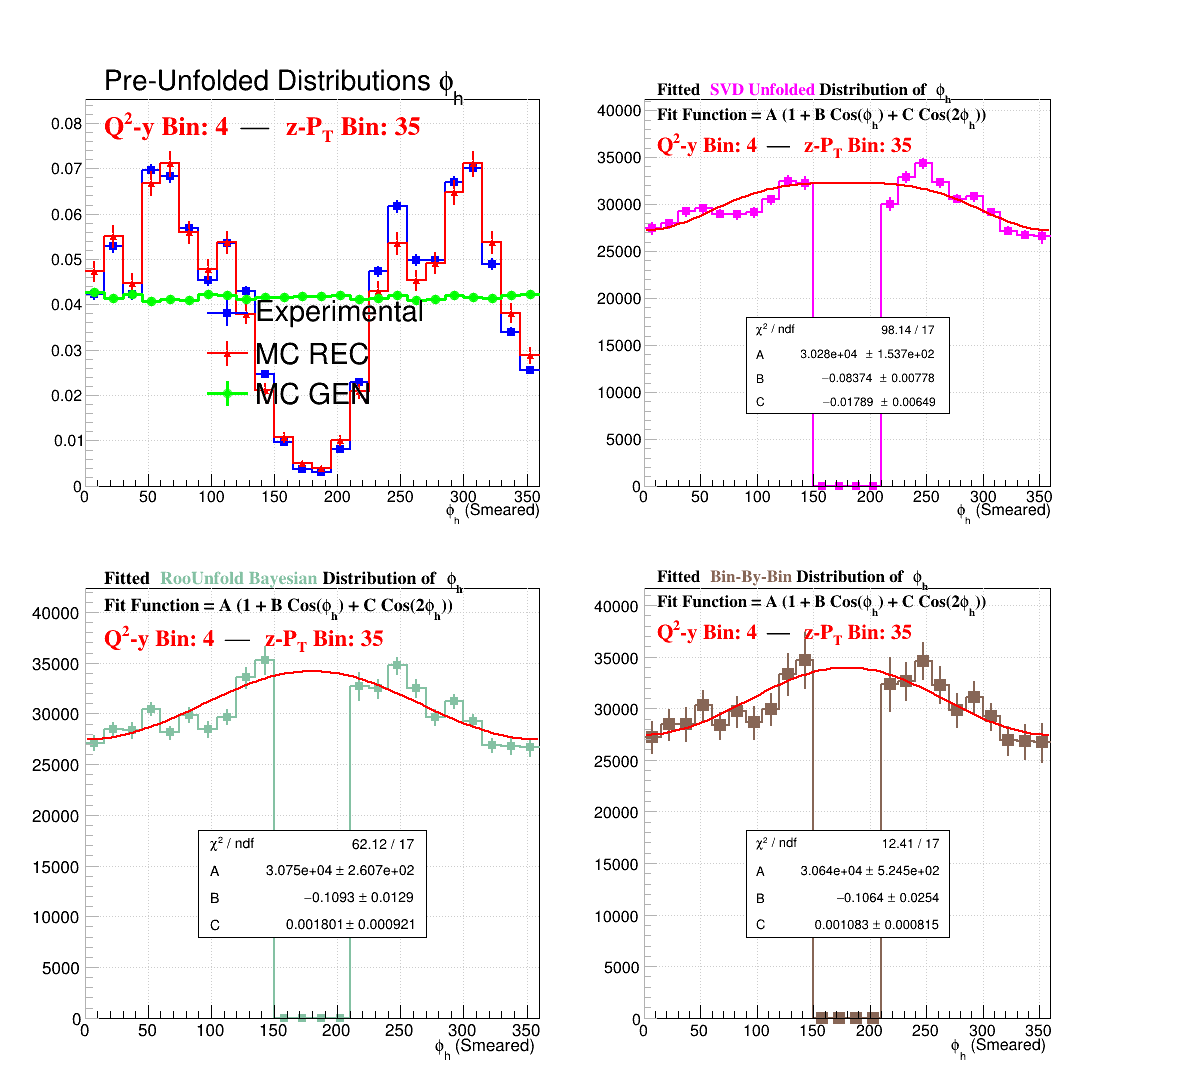 Pre-Unfolded Distributions ϕh
Q²-y Bin: 4 — z-PT Bin: 35
0.08
0.07
0.06
0.05
0.04
0.03
0.02
0.01
0
Experimental
MC REC
MC GEN
0 50 100 150 200 250 300 350
ϕh (Smeared)
Fitted SVD Unfolded Distribution of ϕh
Fit Function = A (1 + B Cos(ϕh) + C Cos(2ϕh))
Q²-y Bin: 4 — z-PT Bin: 35
40000
35000
30000
25000
20000
15000
10000
5000
0
χ² / ndf 98.14 / 17
A 3.028e+04 ± 1.537e+02
B −0.08374 ± 0.00778
C −0.01789 ± 0.00649
0 50 100 150 200 250 300 350
ϕh (Smeared)
Fitted RooUnfold Bayesian Distribution of ϕh
Fit Function = A (1 + B Cos(ϕh) + C Cos(2ϕh))
Q²-y Bin: 4 — z-PT Bin: 35
40000
35000
30000
25000
20000
15000
10000
5000
0
χ² / ndf 62.12 / 17
A 3.075e+04 ± 2.607e+02
B −0.1093 ± 0.0129
C 0.001801 ± 0.000921
0 50 100 150 200 250 300 350
ϕh (Smeared)
Fitted Bin-By-Bin Distribution of ϕh
Fit Function = A (1 + B Cos(ϕh) + C Cos(2ϕh))
Q²-y Bin: 4 — z-PT Bin: 35
40000
35000
30000
25000
20000
15000
10000
5000
0
χ² / ndf 12.41 / 17
A 3.064e+04 ± 5.245e+02
B −0.1064 ± 0.0254
C 0.001083 ± 0.000815
0 50 100 150 200 250 300 350
ϕh (Smeared)